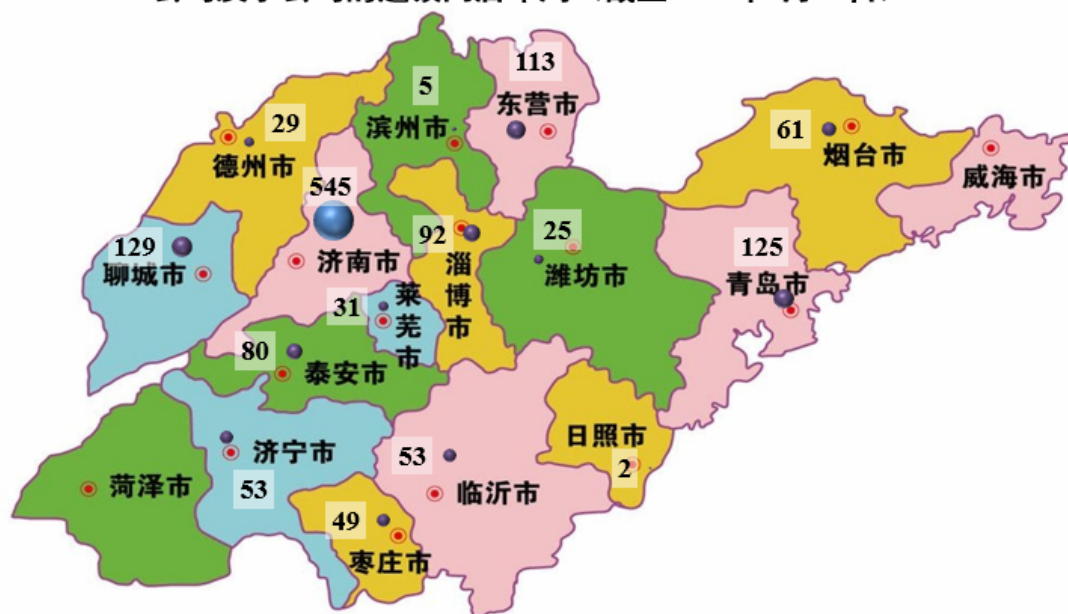 113
5
东营市
滨州市
29
德州市
61
烟台市
威海市
545
129
聊城市
济南市
92
淄博市
25
潍坊市
125
青岛市
31
莱芜市
80
泰安市
日照市
2
菏泽市
济宁市
53
53
临沂市
49
枣庄市